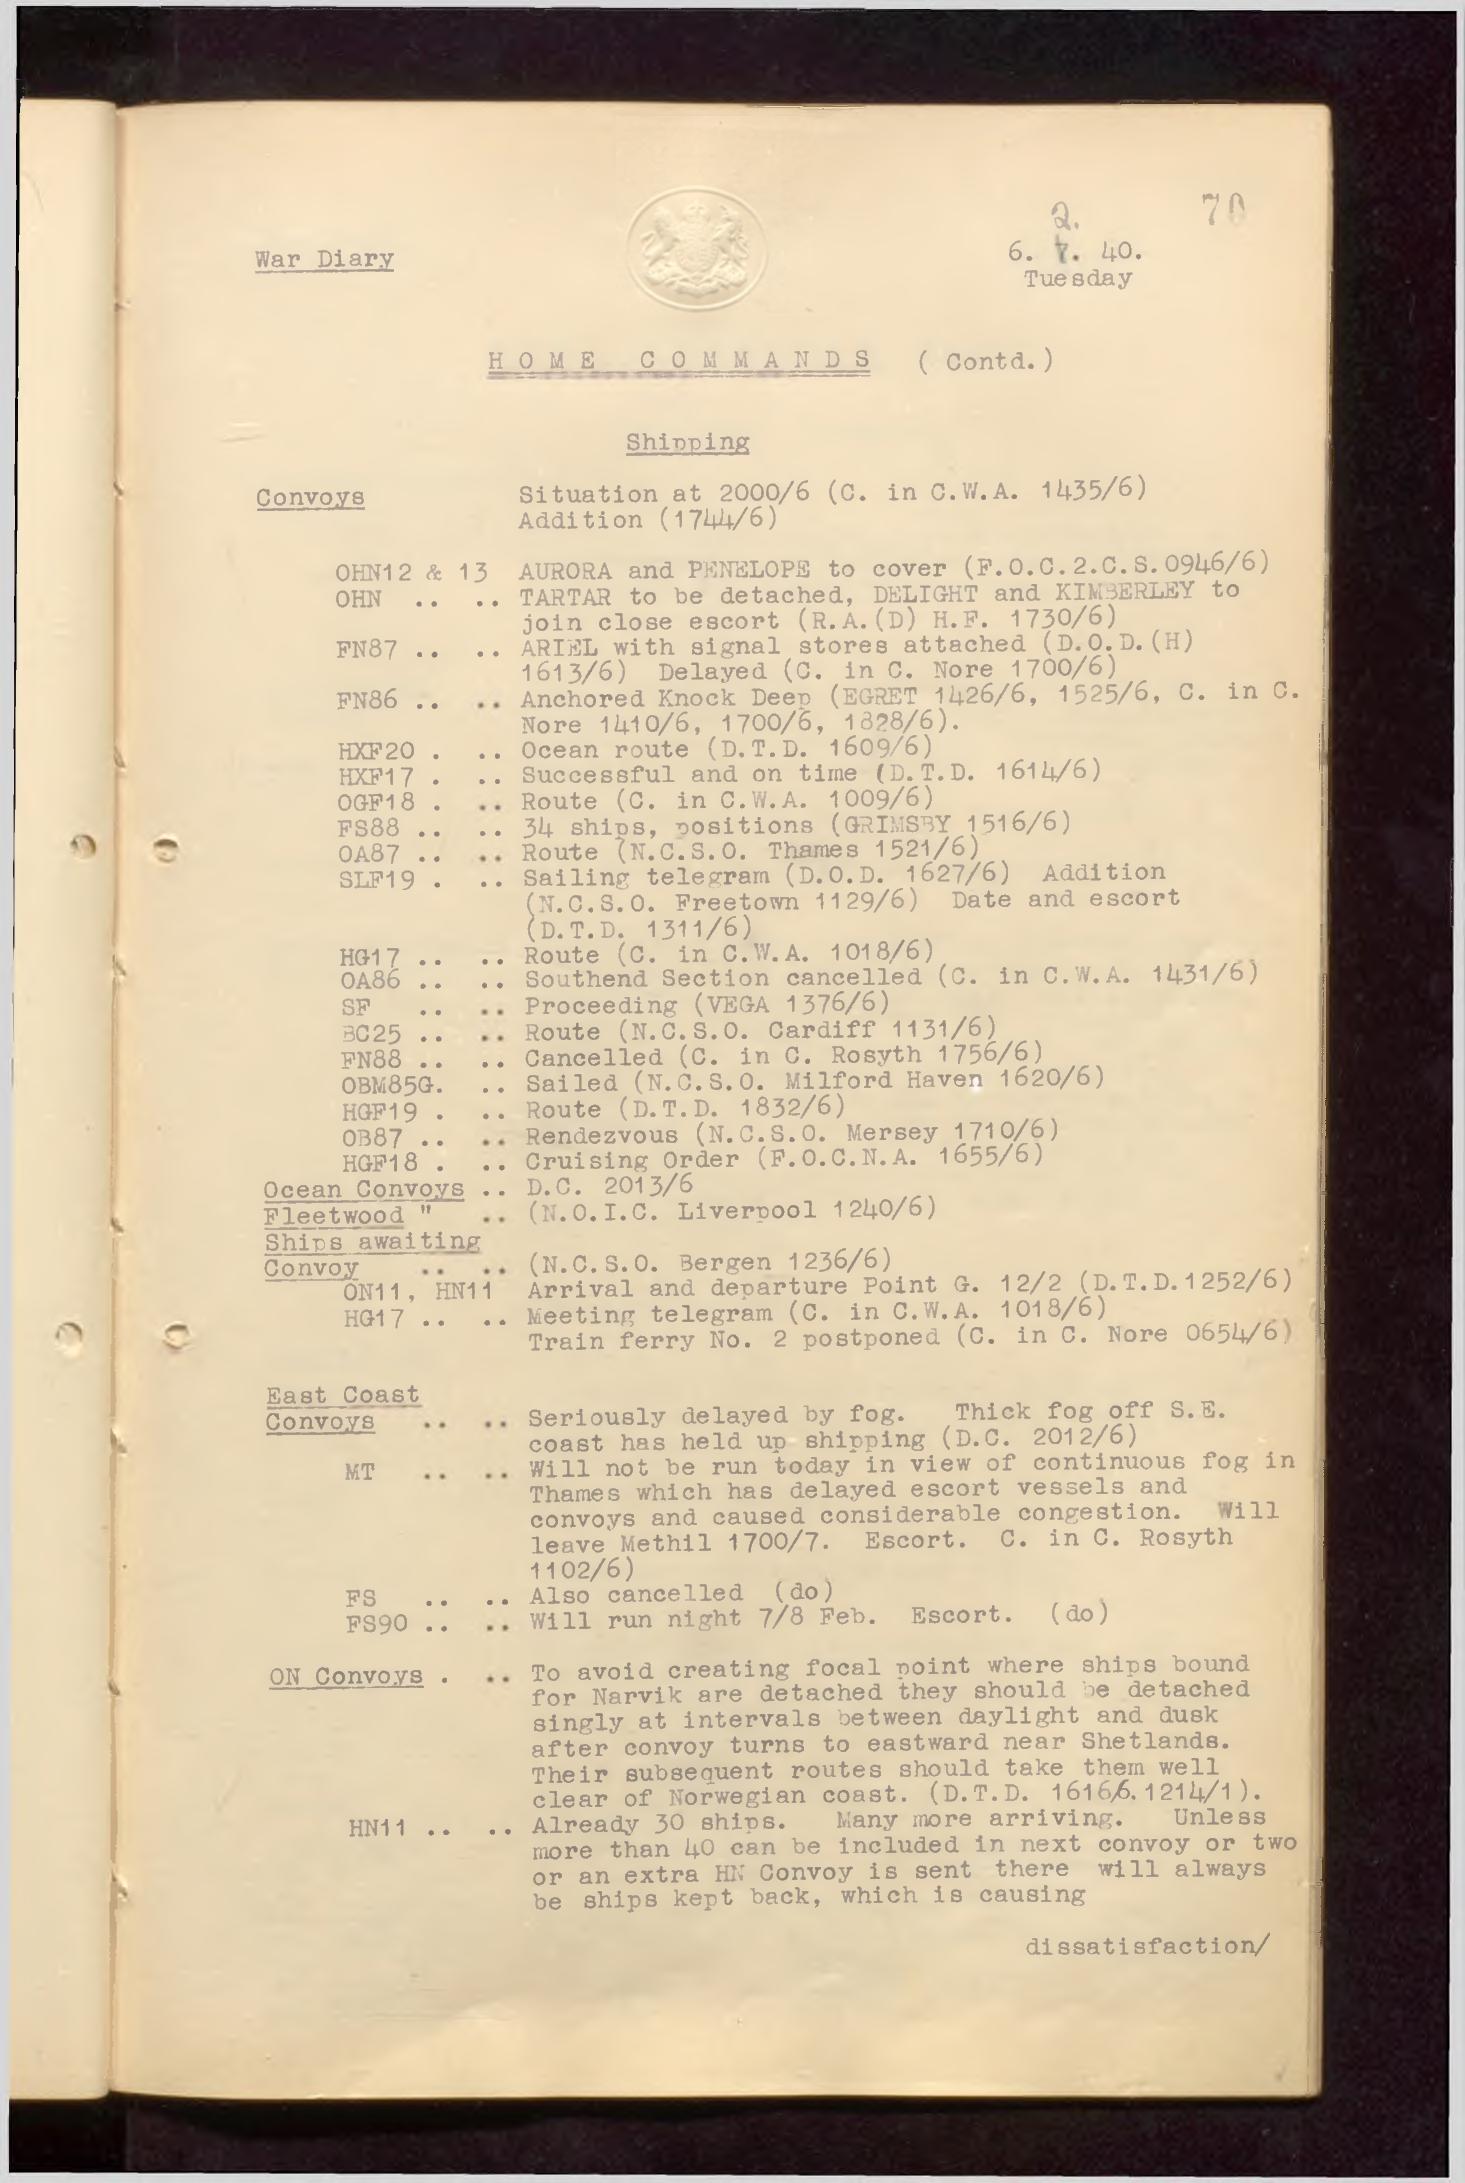 70
2.
War Diary
6. 7. 40.
Tuesday
HOME COMMANDS (Contd.)
Shipping
Convoys Situation at 2000/6 (C. in C.W.A. 1435/6)
Addition (1744/6)
OHN12 & 13 AURORA and PENELOPE to cover (F.O.C.2.C.S.0946/6)
OHN .. .. TARTAR to be detached, DELIGHT and KIMBERLEY to
join close escort (R.A.(D) H.F. 1730/6)
FN87 .. .. ARIEL with signal stores attached (D.O.D.(H)
1613/6) Delayed (C. in C. Nore 1700/6)
FN86 .. .. Anchored Knock Deep (EGRET 1426/6, 1525/6, C. in C.
Nore 1410/6, 1700/6, 1828/6).
HXF20 . .. Ocean route (D.T.D. 1609/6)
HXF17 . .. Successful and on time (D.T.D. 1614/6)
OGF18 . .. Route (C. in C.W.A. 1009/6)
FS88 .. .. 34 ships, positions (GRIMSBY 1516/6)
OA87 .. .. Route (N.C.S.O. Thames 1521/6)
SLF19 . .. Sailing telegram (D.O.D. 1627/6) Addition
(N.C.S.O. Freetown 1129/6) Date and escort
(D.T.D. 1311/6)
HG17 .. .. Route (C. in C.W.A. 1018/6)
OA86 .. .. Southend Section cancelled (C. in C.W.A. 1431/6)
SF .. .. Proceeding (VEGA 1376/6)
BC25 .. .. Route (N.C.S.O. Cardiff 1131/6)
FN88 .. .. Cancelled (C. in C. Rosyth 1756/6)
OBM85G. .. Sailed (N.C.S.O. Milford Haven 1620/6)
HGF19 . .. Route (D.T.D. 1832/6)
OB87 .. .. Rendezvous (N.C.S.O. Mersey 1710/6)
HGF18 . .. Cruising Order (F.O.C.N.A. 1655/6)
Ocean Convoys .. D.C. 2013/6
Fleetwood " .. (N.O.I.C. Liverpool 1240/6)
Ships awaiting
Convoy .. .. (N.C.S.O. Bergen 1236/6)
ON11, HN11 Arrival and departure Point G. 12/2 (D.T.D.1252/6)
HG17 .. .. Meeting telegram (C. in C.W.A. 1018/6)
Train ferry No. 2 postponed (C. in C. Nore 0654/6)
East Coast
Convoys .. .. Seriously delayed by fog. Thick fog off S.E.
coast has held up shipping (D.C. 2012/6)
MT .. .. Will not be run today in view of continuous fog in
Thames which has delayed escort vessels and
convoys and caused considerable congestion. Will
leave Methil 1700/7. Escort. C. in C. Rosyth
1102/6)
FS .. .. Also cancelled (do)
FS90 .. .. Will run night 7/8 Feb. Escort. (do)
ON Convoys . .. To avoid creating focal point where ships bound
for Narvik are detached they should be detached
singly at intervals between daylight and dusk
after convoy turns to eastward near Shetlands.
Their subsequent routes should take them well
clear of Norwegian coast. (D.T.D. 1616/6.1214/1).
HN11 .. .. Already 30 ships. Many more arriving. Unless
more than 40 can be included in next convoy or two
or an extra HN Convoy is sent there will always
be ships kept back, which is causing
dissatisfaction/